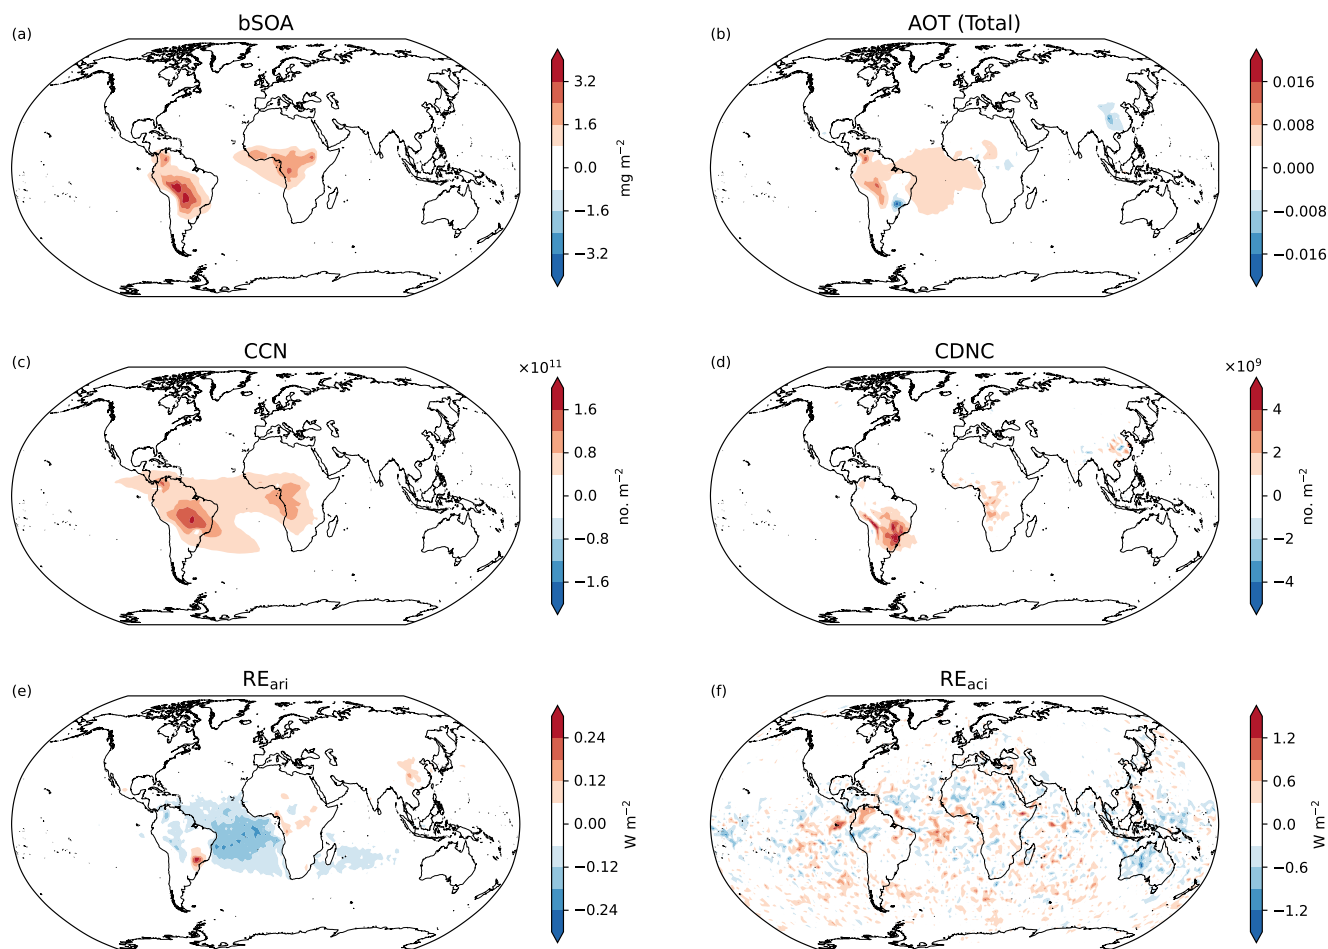 (a)
bSOA
3.2
1.6
0.0
−1.6
−3.2
mg m⁻²
(b)
AOT (Total)
0.016
0.008
0.000
−0.008
−0.016
(c)
CCN
×10¹¹
1.6
0.8
0.0
−0.8
−1.6
no. m⁻²
(d)
CDNC
×10⁹
4
2
0
−2
−4
no. m⁻²
(e)
RE_ari
0.24
0.12
0.00
−0.12
−0.24
W m⁻²
(f)
RE_aci
1.2
0.6
0.0
−0.6
−1.2
W m⁻²